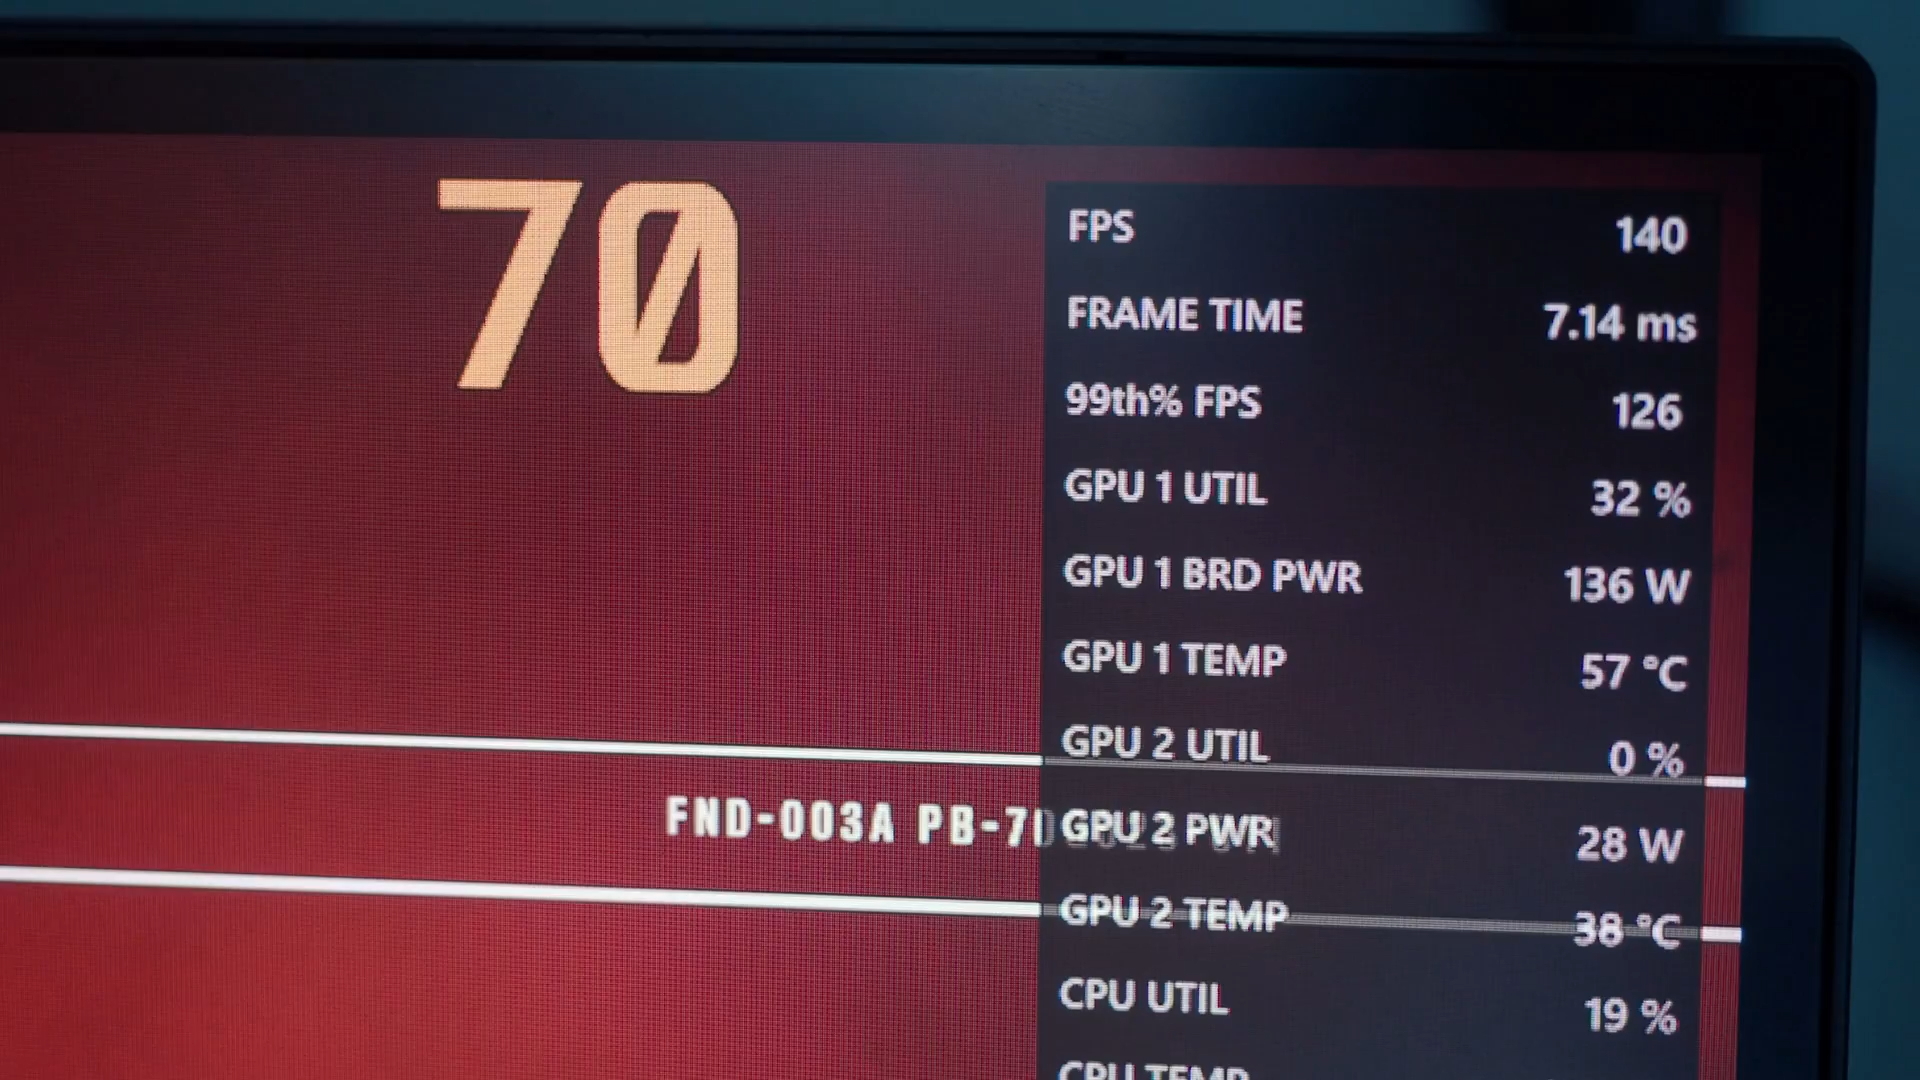 70
FPS 140
FRAME TIME 7.14 ms
99th% FPS 126
GPU 1 UTIL 32 %
GPU 1 BRD PWR 136 W
GPU 1 TEMP 57 °C
GPU 2 UTIL 0 %
FND-003A
GPU 2 PWR 28 W
GPU 2 TEMP 38 °C
CPU UTIL 19 %
CPU TEMP